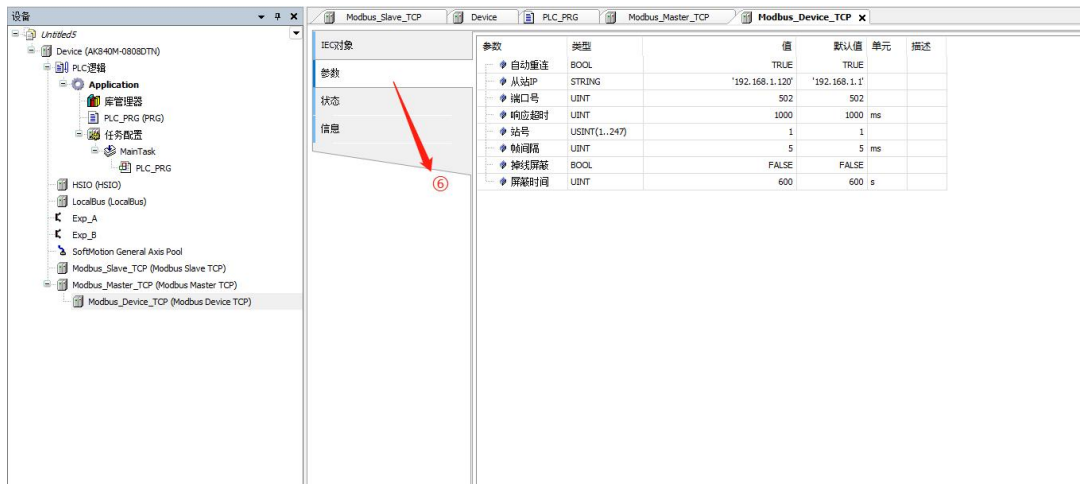 设备
Untitled5
Device (AK840M-0808DTN)
PLC逻辑
Application
库管理器
PLC_PRG (PRG)
任务配置
MainTask
PLC_PRG
HSIO (HSIO)
LocalBus (LocalBus)
Exp_A
Exp_B
SoftMotion General Axis Pool
Modbus_Slave_TCP (Modbus Slave TCP)
Modbus_Master_TCP (Modbus Master TCP)
Modbus_Device_TCP (Modbus Device TCP)
Modbus_Slave_TCP Device PLC_PRG Modbus_Master_TCP Modbus_Device_TCP
IEC对象
参数
状态
信息
⑥
参数 类型 值 默认值 单元 描述
自动重连 BOOL TRUE TRUE
从站IP STRING '192.168.1.120' '192.168.1.1'
端口号 UINT 502 502
响应超时 UINT 1000 1000 ms
站号 USINT(1..247) 1 1
帧间隔 UINT 5 5 ms
掉线屏蔽 BOOL FALSE FALSE
屏蔽时间 UINT 600 600 s